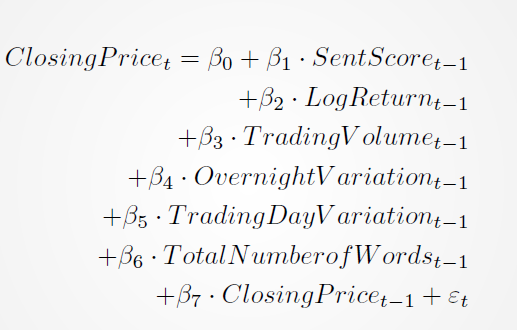 ClosingPrice_t = β_0 + β_1 · SentScore_{t−1}
+β_2 · LogReturn_{t−1}
+β_3 · TradingVolume_{t−1}
+β_4 · OvernightVariation_{t−1}
+β_5 · TradingDayVariation_{t−1}
+β_6 · TotalNumberofWords_{t−1}
+β_7 · ClosingPrice_{t−1} + ε_t